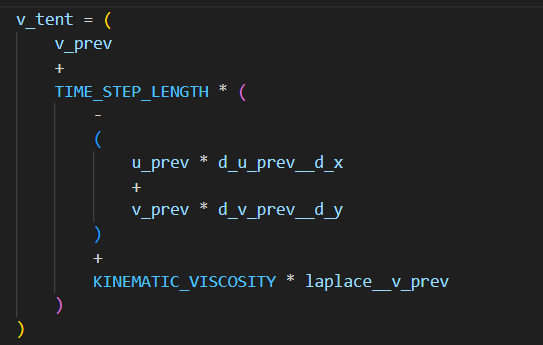 v_tent = (
v_prev
+
TIME_STEP_LENGTH * (
-
(
u_prev * d_u_prev__d_x
+
v_prev * d_v_prev__d_y
)
+
KINEMATIC_VISCOSITY * laplace__v_prev
)
)